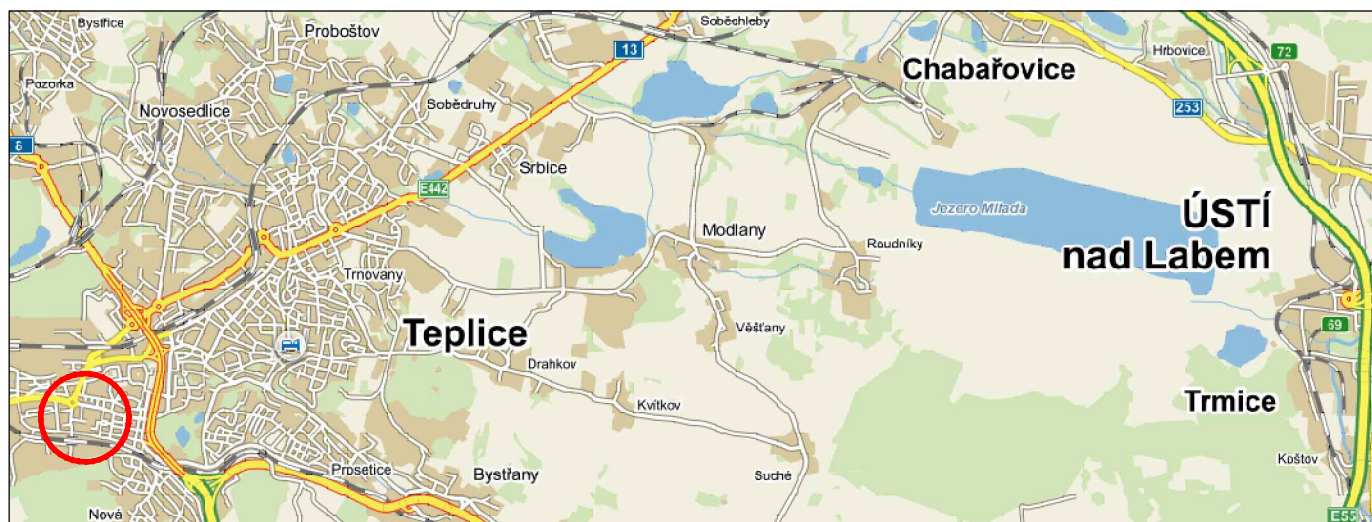 Bystřice
Proboštov
Soběchleby
13
Hrbovice
72
Chabařovice
Pozorka
Novosedlice
Sobědruhy
253
8
Srbice
E442
Jezero Milada
ÚSTÍ
nad Labem
Modlany
Roudníky
Trnovany
Teplice
Věšťany
69
Drahkov
Kvítkov
Trmice
Prosetice
Bystřany
Suché
Koštov
Nová
E55